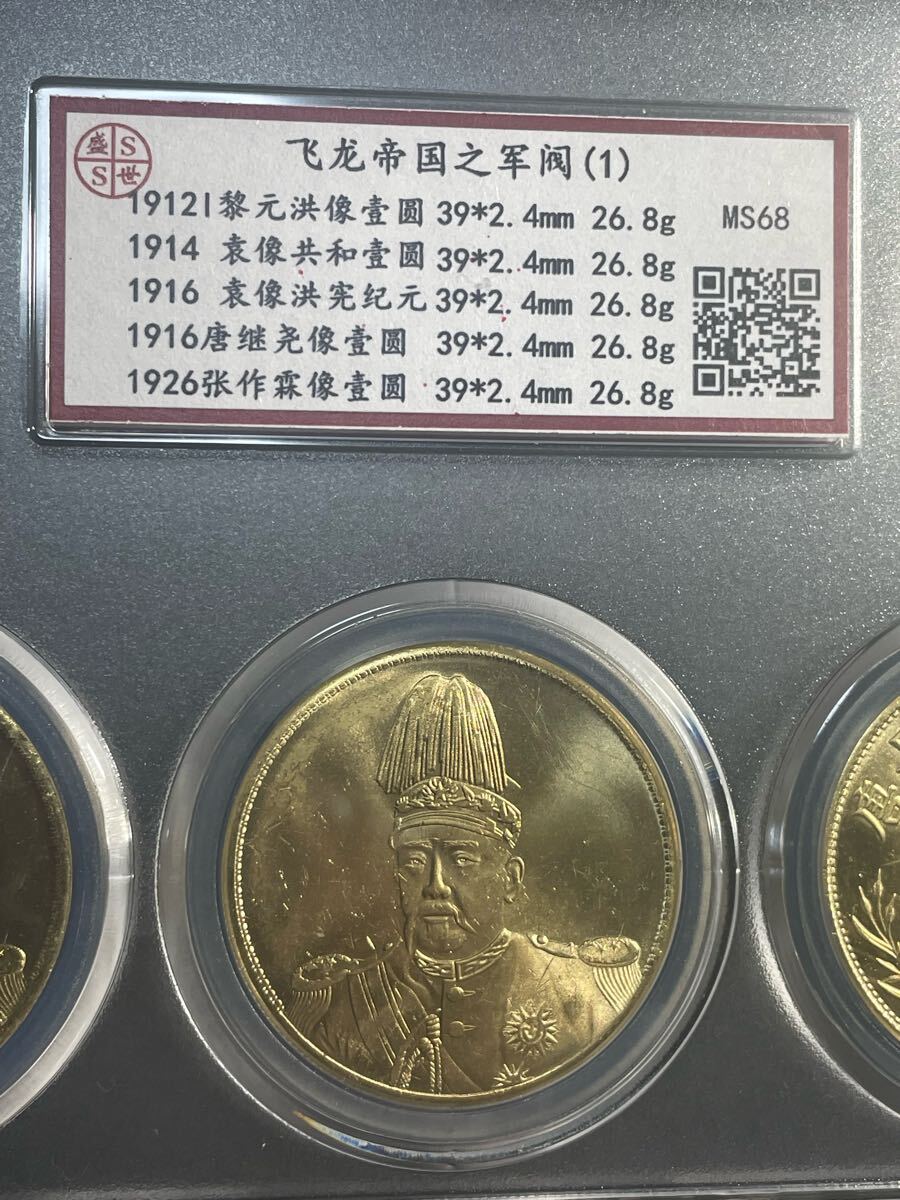 盛 S
S 世
飞龙帝国之军阀(1)
1912I黎元洪像壹圆 39*2.4mm 26.8g MS68
1914 袁像共和壹圆 39*2.4mm 26.8g
1916 袁像洪宪纪元 39*2.4mm 26.8g
1916唐继尧像壹圆 39*2.4mm 26.8g
1926张作霖像壹圆 39*2.4mm 26.8g